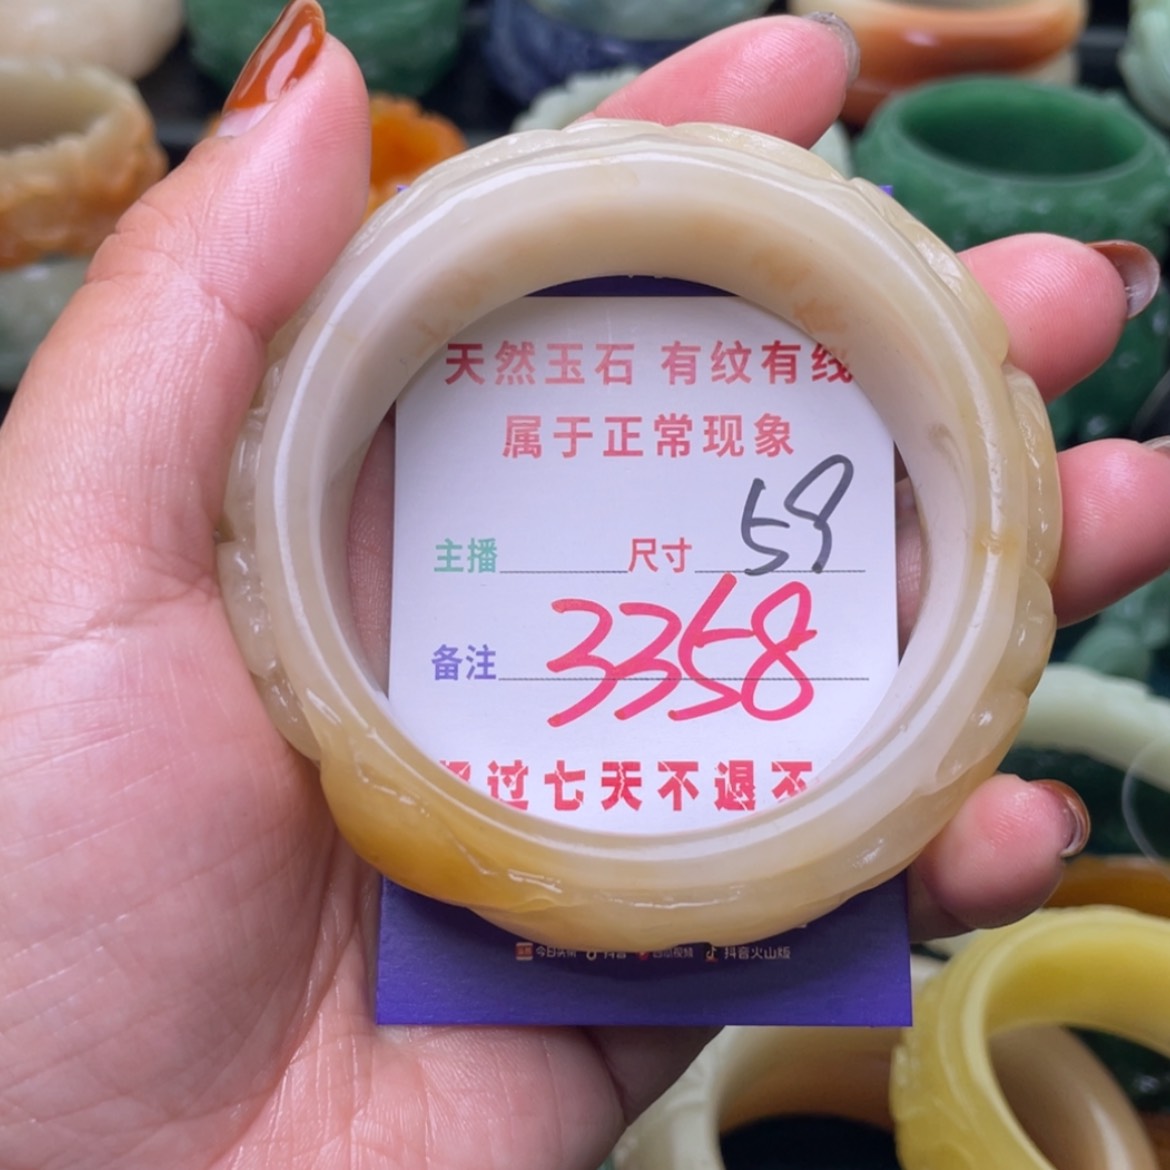 天然玉石 有纹有线
属于正常现象
主播 尺寸 59
备注 3358
超过七天不退不
今日头条 抖音 西瓜视频 抖音火山版